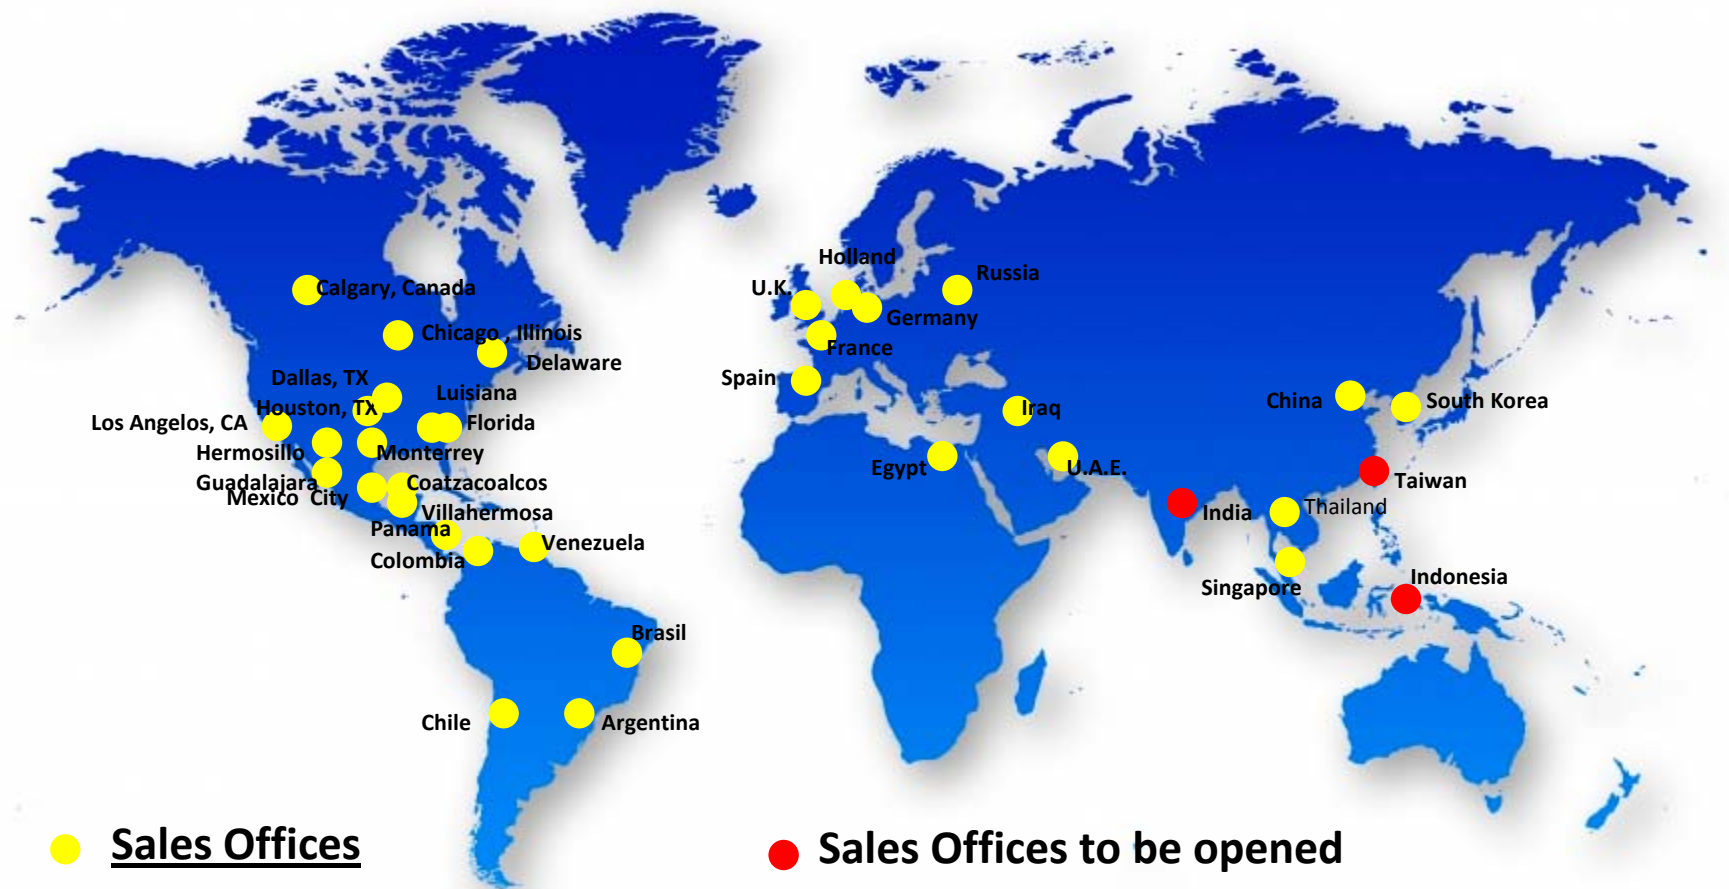 Holland
Russia
U.K.
Calgary, Canada
Germany
Chicago , Illinois
France
Delaware
Dallas, TX
Spain
Luisiana
Houston, TX
China
South Korea
Iraq
Los Angelos, CA
Florida
Hermosillo
Monterrey
Egypt
U.A.E.
Guadalajara
Coatzacoalcos
Taiwan
Mexico City
Thailand
Villahermosa
India
Panama
Venezuela
Colombia
Indonesia
Singapore
Brasil
Chile
Argentina
Sales Offices
Sales Offices to be opened